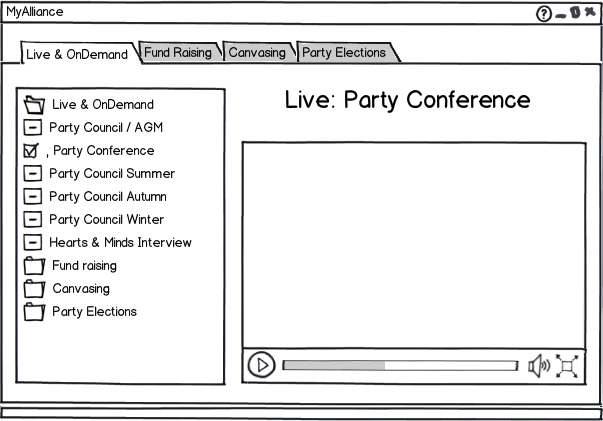 MyAlliance
Live & OnDemand
Fund Raising
Canvasing
Party Elections
Live & OnDemand
Party Council / AGM
, Party Conference
Party Council Summer
Party Council Autumn
Party Council Winter
Hearts & Minds Interview
Fund raising
Canvasing
Party Elections
Live: Party Conference